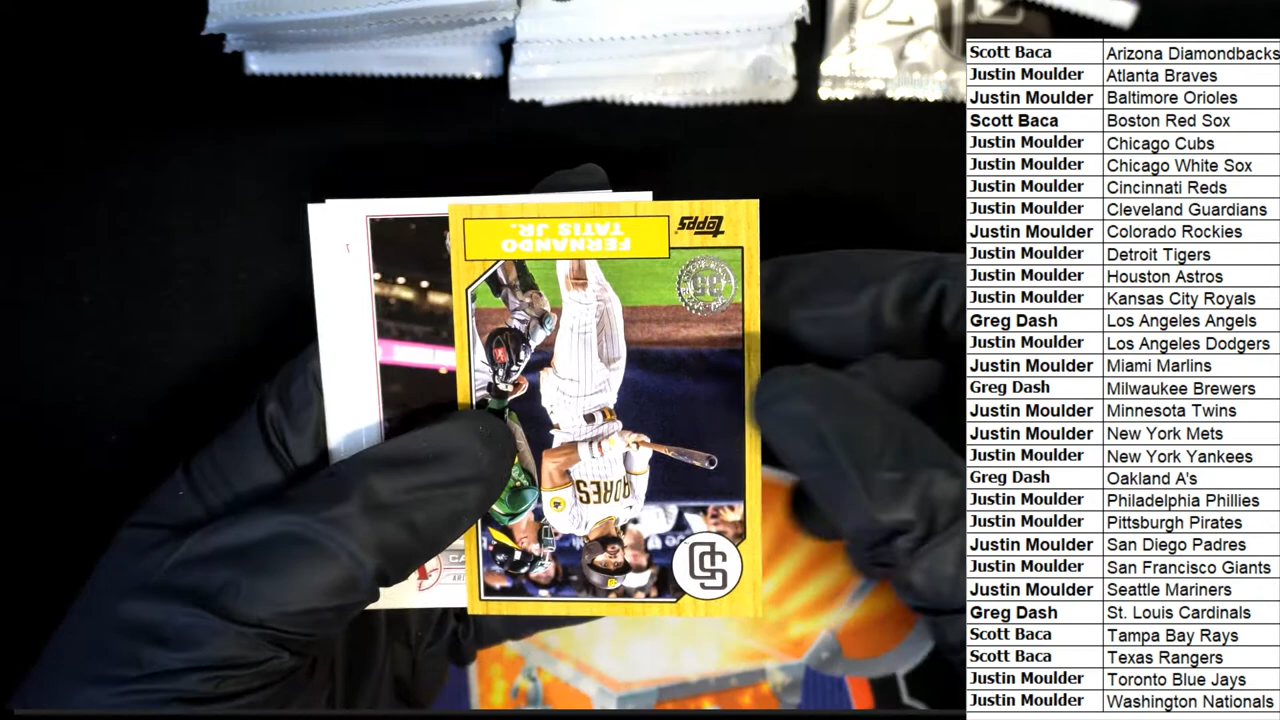 Scott Baca Arizona Diamondbacks
Justin Moulder Atlanta Braves
Justin Moulder Baltimore Orioles
Scott Baca Boston Red Sox
Justin Moulder Chicago Cubs
Justin Moulder Chicago White Sox
Justin Moulder Cincinnati Reds
Justin Moulder Cleveland Guardians
Justin Moulder Colorado Rockies
Justin Moulder Detroit Tigers
Justin Moulder Houston Astros
Justin Moulder Kansas City Royals
Greg Dash Los Angeles Angels
Justin Moulder Los Angeles Dodgers
Justin Moulder Miami Marlins
Greg Dash Milwaukee Brewers
Justin Moulder Minnesota Twins
Justin Moulder New York Mets
Justin Moulder New York Yankees
Greg Dash Oakland A's
Justin Moulder Philadelphia Phillies
Justin Moulder Pittsburgh Pirates
Justin Moulder San Diego Padres
Justin Moulder San Francisco Giants
Justin Moulder Seattle Mariners
Greg Dash St. Louis Cardinals
Scott Baca Tampa Bay Rays
Scott Baca Texas Rangers
Justin Moulder Toronto Blue Jays
Justin Moulder Washington Nationals
FERNANDO
TATIS JR.
Topps
35
SD